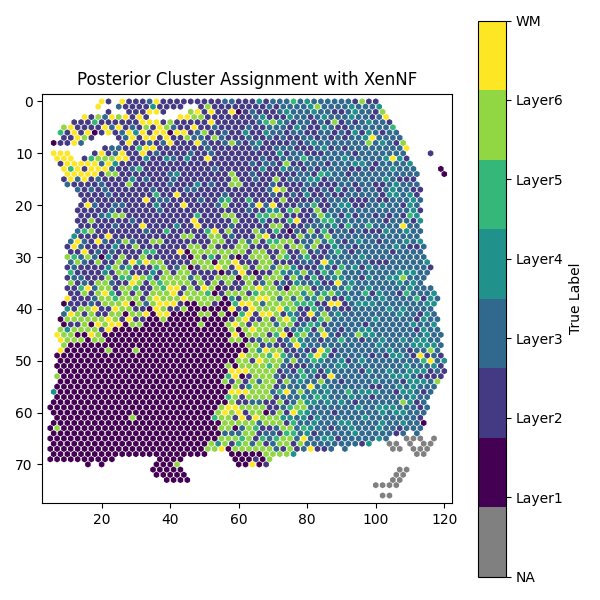 Posterior Cluster Assignment with XenNF
0
10
20
30
40
50
60
70
20
40
60
80
100
120
WM
Layer6
Layer5
Layer4
Layer3
Layer2
Layer1
NA
True Label